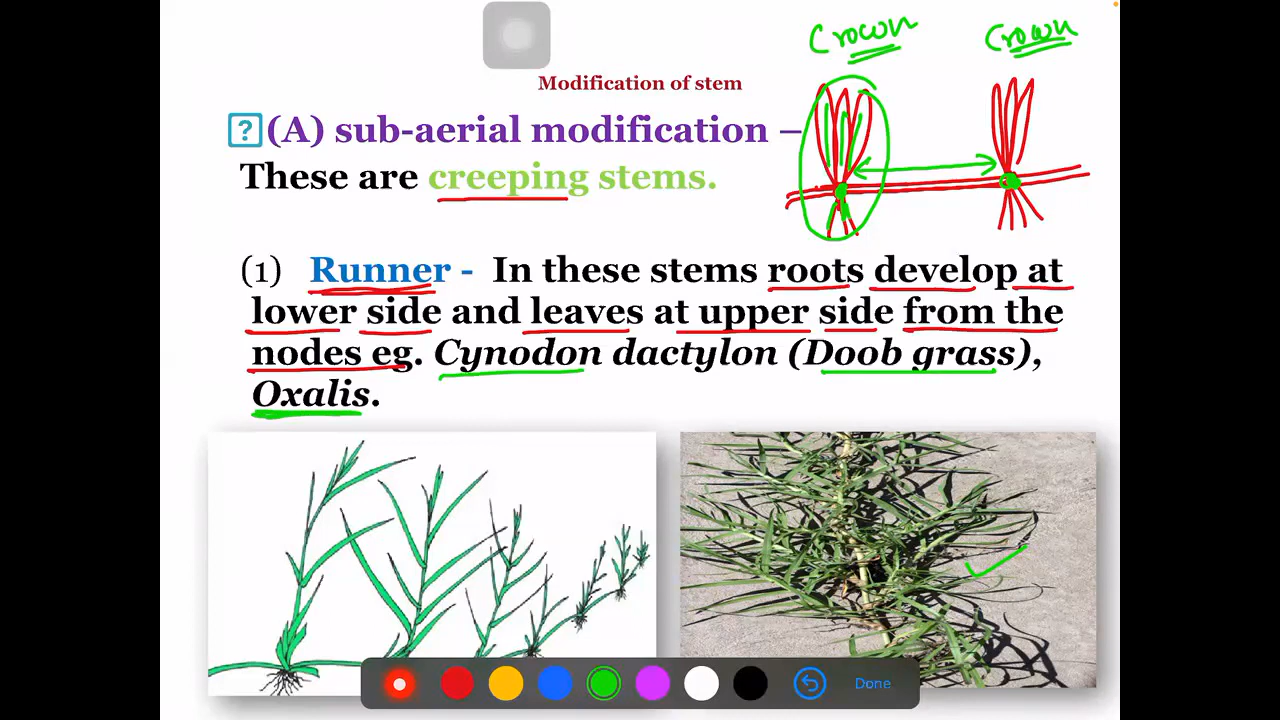 Crown Crown
Modification of stem
(A) sub-aerial modification –
These are creeping stems.
(1) Runner - In these stems roots develop at
lower side and leaves at upper side from the
nodes eg. Cynodon dactylon (Doob grass),
Oxalis.
Done